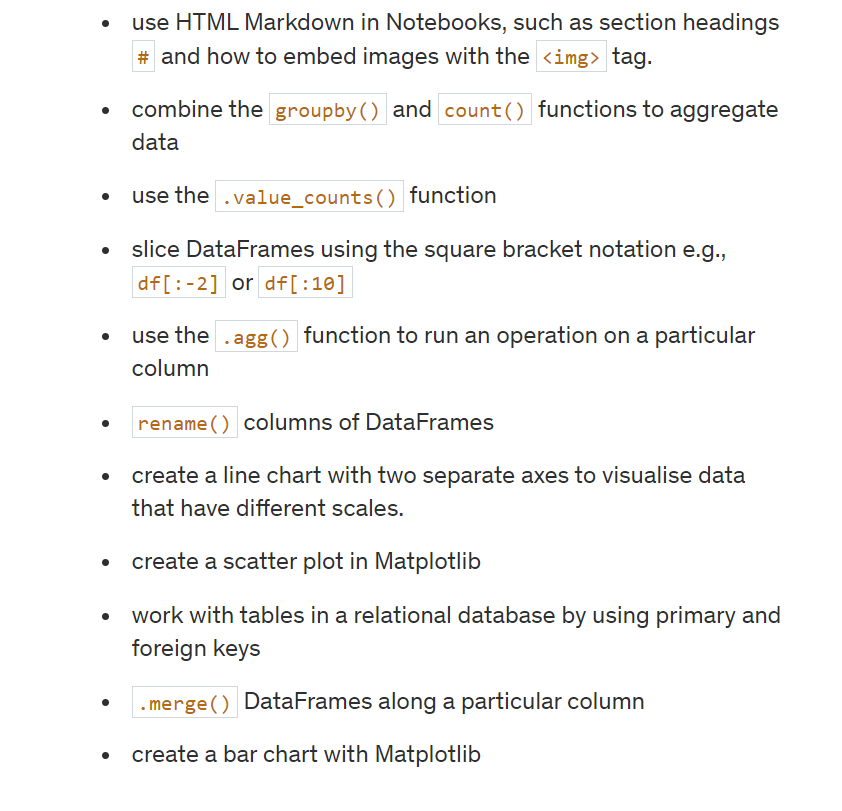 • use HTML Markdown in Notebooks, such as section headings
# and how to embed images with the <img> tag.
• combine the groupby() and count() functions to aggregate
data
• use the .value_counts() function
• slice DataFrames using the square bracket notation e.g.,
df[:-2] or df[:10]
• use the .agg() function to run an operation on a particular
column
• rename() columns of DataFrames
• create a line chart with two separate axes to visualise data
that have different scales.
• create a scatter plot in Matplotlib
• work with tables in a relational database by using primary and
foreign keys
• .merge() DataFrames along a particular column
• create a bar chart with Matplotlib